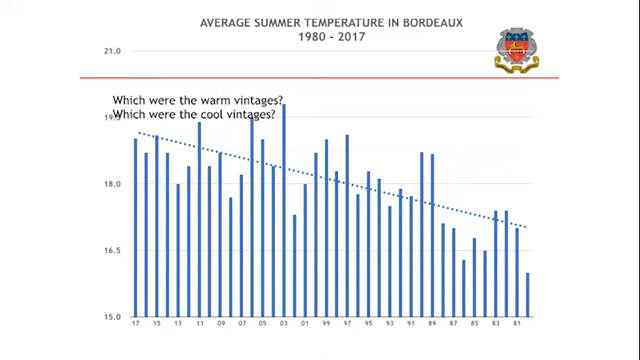 AVERAGE SUMMER TEMPERATURE IN BORDEAUX
1980 - 2017
21.0
Which were the warm vintages?
Which were the cool vintages?
18.0
16.5
15.0
17 15 13 11 09 07 05 03 01 99 97 95 93 91 89 87 85 83 81